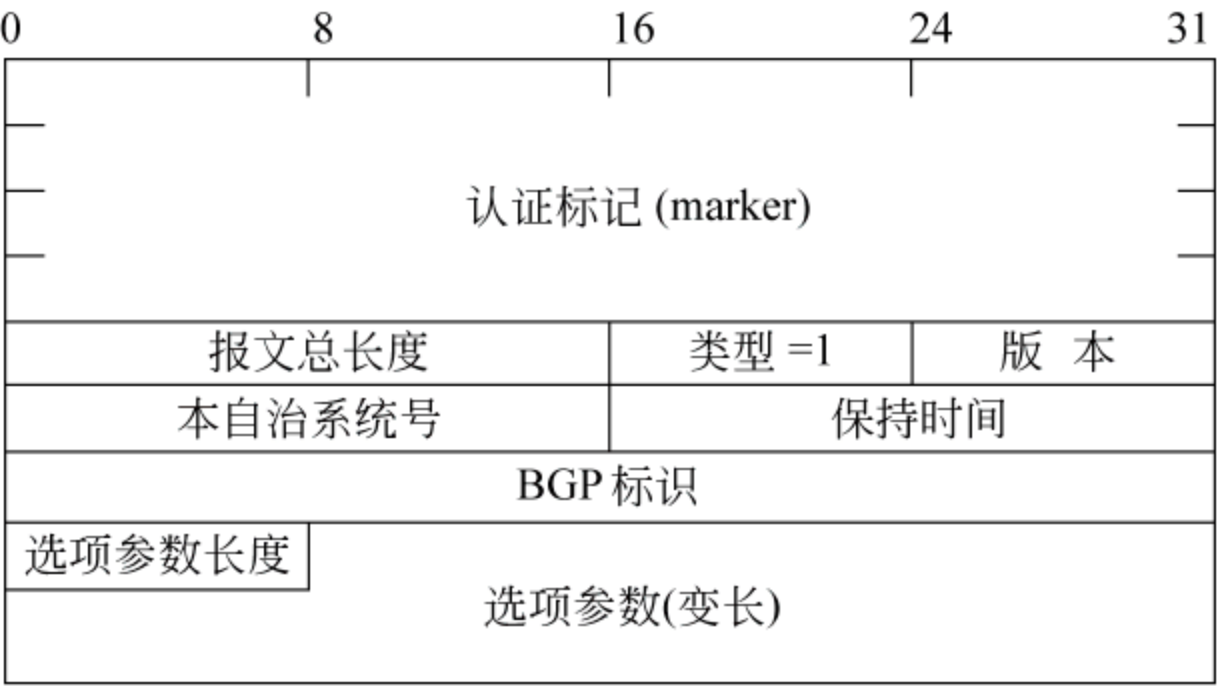 0 8 16 24 31
认证标记 (marker)
报文总长度 类型 =1 版 本
本自治系统号 保持时间
BGP 标识
选项参数长度
选项参数(变长)